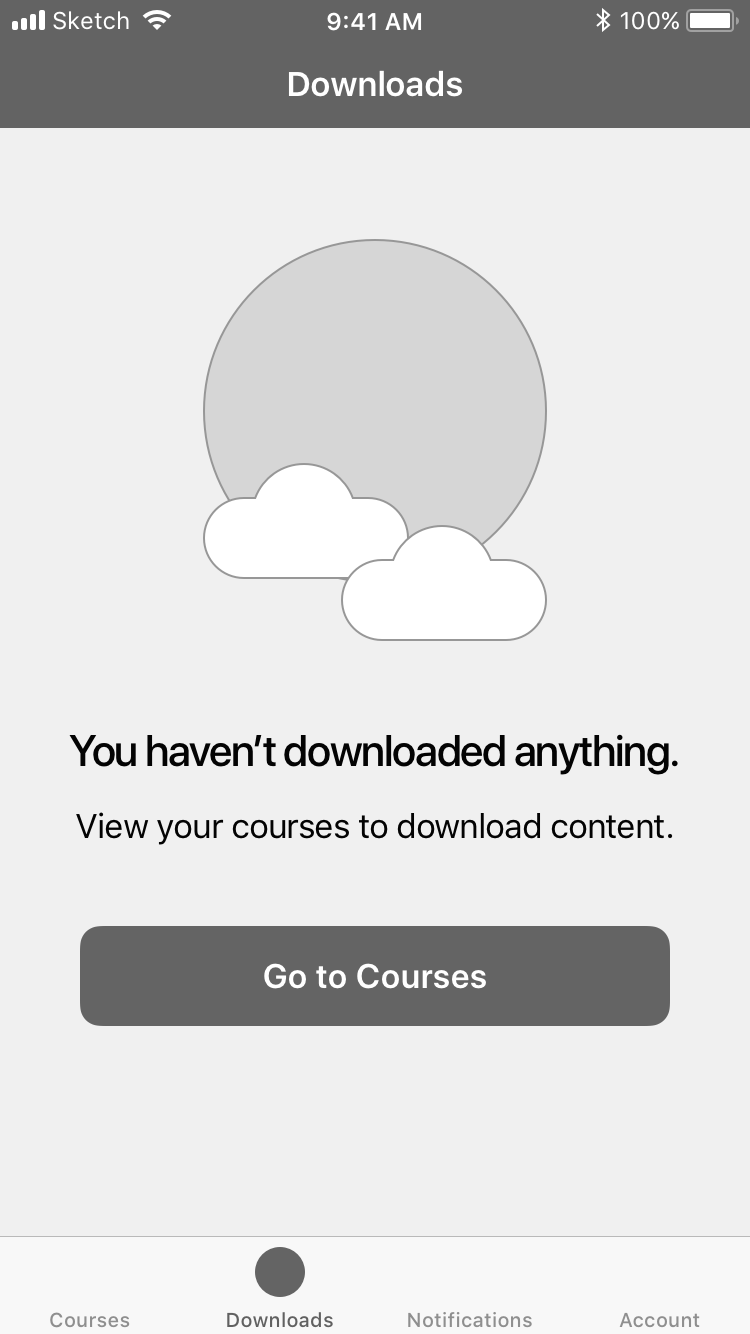 Sketch 9:41 AM 100%
Downloads
You haven’t downloaded anything.
View your courses to download content.
Go to Courses
Courses Downloads Notifications Account